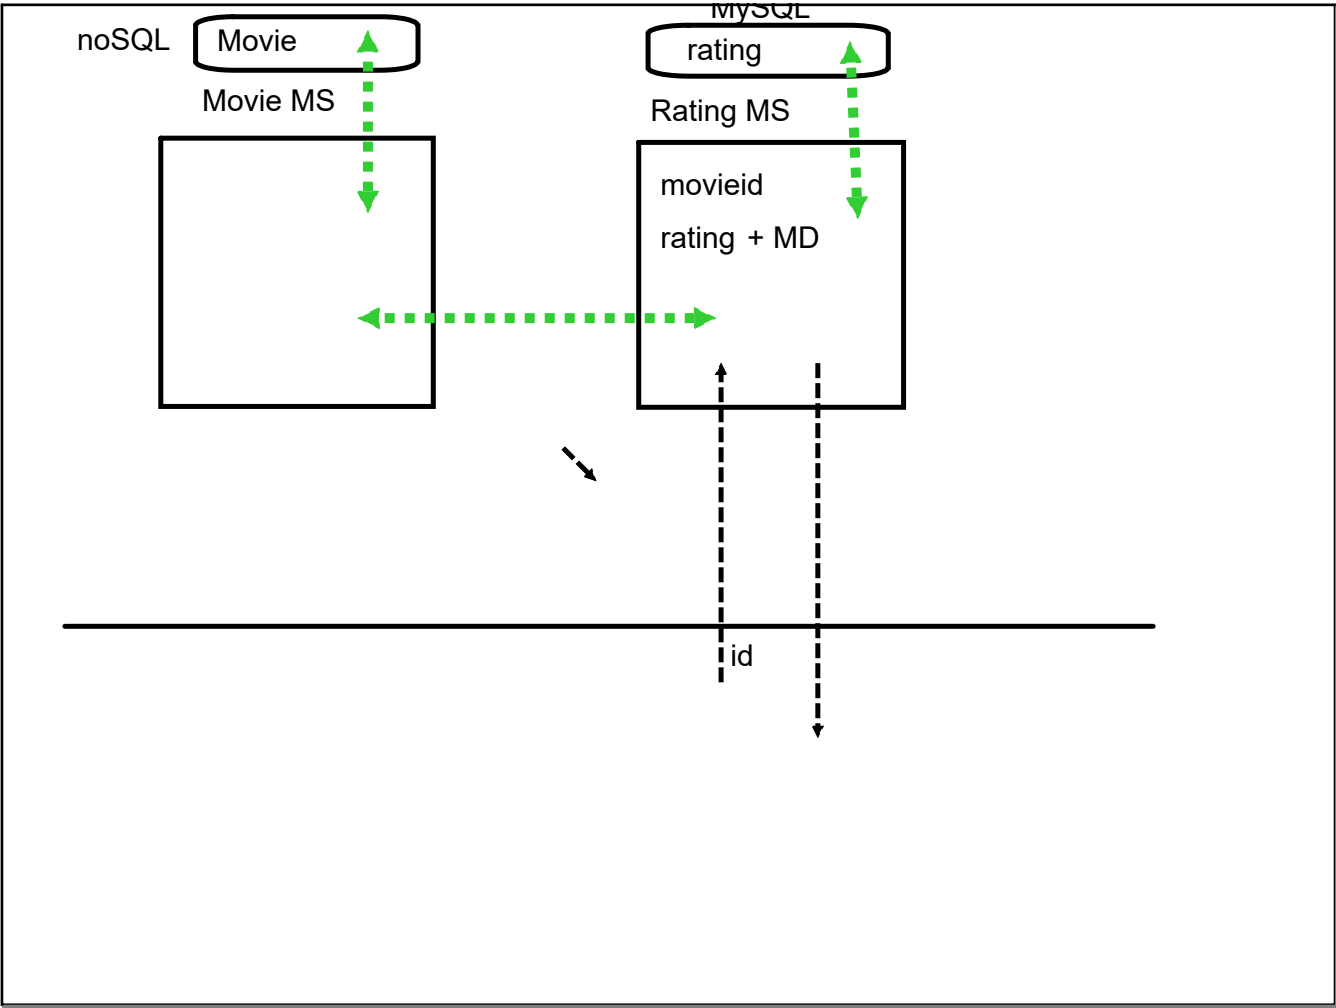 MySQL
noSQL
Movie
rating
Movie MS
Rating MS
movieid
rating + MD
id